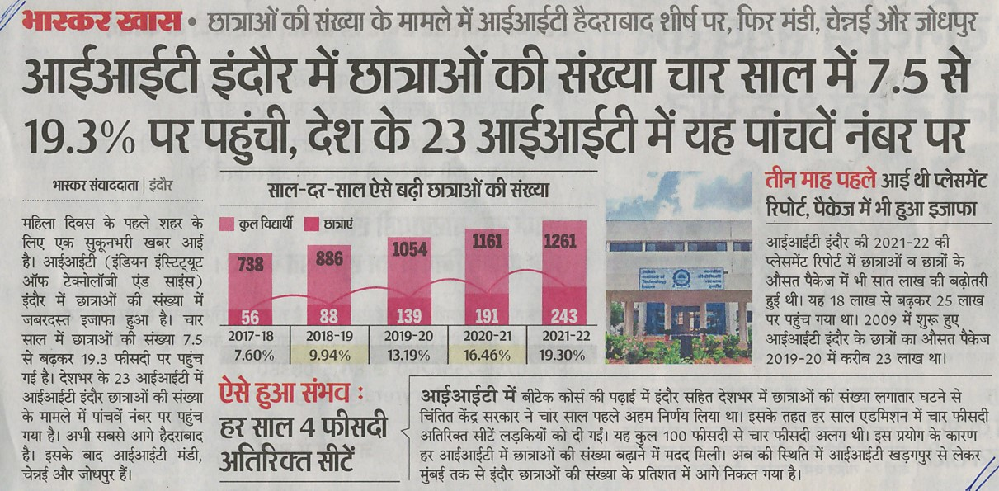 भास्कर खास • छात्राओं की संख्या के मामले में आईआईटी हैदराबाद शीर्ष पर, फिर मंडी, चेन्नई और जोधपुर
आईआईटी इंदौर में छात्राओं की संख्या चार साल में 7.5 से
19.3% पर पहुंची, देश के 23 आईआईटी में यह पांचवें नंबर पर
भास्कर संवाददाता | इंदौर
महिला दिवस के पहले शहर के
लिए एक सुकूनभरी खबर आई
है। आईआईटी (इंडियन इंस्टिट्यूट
ऑफ टेक्नोलॉजी एंड साइंस)
इंदौर में छात्राओं की संख्या में
जबरदस्त इजाफा हुआ है। चार
साल में छात्राओं की संख्या 7.5
से बढ़कर 19.3 फीसदी पर पहुंच
गई है। देशभर के 23 आईआईटी में
आईआईटी इंदौर छात्राओं की संख्या
के मामले में पांचवें नंबर पर पहुंच
गया है। अभी सबसे आगे हैदराबाद
है। इसके बाद आईआईटी मंडी,
चेन्नई और जोधपुर हैं।
साल-दर-साल ऐसे बढ़ी छात्राओं की संख्या
कुल विद्यार्थी छात्राएं
738 886 1054 1161 1261
56 88 139 191 243
2017-18 2018-19 2019-20 2020-21 2021-22
7.60% 9.94% 13.19% 16.46% 19.30%
Indian
Institute of
Technology
Indore
तीन माह पहले आई थी प्लेसमेंट
रिपोर्ट, पैकेज में भी हुआ इजाफा
आईआईटी इंदौर की 2021-22 की
प्लेसमेंट रिपोर्ट में छात्राओं व छात्रों के
औसत पैकेज में भी सात लाख की बढ़ोतरी
हुई थी। यह 18 लाख से बढ़कर 25 लाख
पर पहुंच गया था। 2009 में शुरू हुए
आईआईटी इंदौर के छात्रों का औसत पैकेज
2019-20 में करीब 23 लाख था।
ऐसे हुआ संभव :
हर साल 4 फीसदी
अतिरिक्त सीटें
आईआईटी में बीटेक कोर्स की पढ़ाई में इंदौर सहित देशभर में छात्राओं की संख्या लगातार घटने से
चिंतित केंद्र सरकार ने चार साल पहले अहम निर्णय लिया था। इसके तहत हर साल एडमिशन में चार फीसदी
अतिरिक्त सीटें लड़कियों को दी गईं। यह कुल 100 फीसदी से चार फीसदी अलग थी। इस प्रयोग के कारण
हर आईआईटी में छात्राओं की संख्या बढ़ाने में मदद मिली। अब की स्थिति में आईआईटी खड़गपुर से लेकर
मुंबई तक से इंदौर छात्राओं की संख्या के प्रतिशत में आगे निकल गया है।